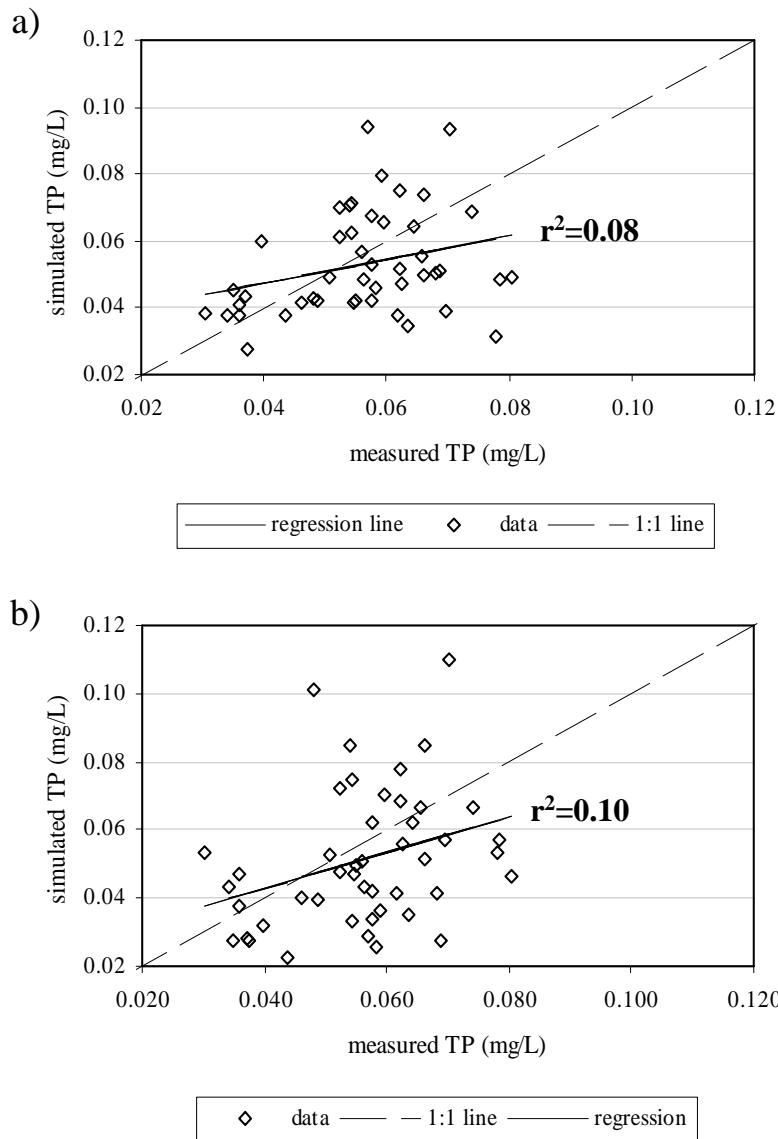 a)
0.12
0.10
0.08
0.06
0.04
0.02
simulated TP (mg/L)
r²=0.08
0.02 0.04 0.06 0.08 0.10 0.12
measured TP (mg/L)
regression line data 1:1 line
b)
0.12
0.10
0.08
0.06
0.04
0.02
simulated TP (mg/L)
r²=0.10
0.020 0.040 0.060 0.080 0.100 0.120
measured TP (mg/L)
data 1:1 line regression